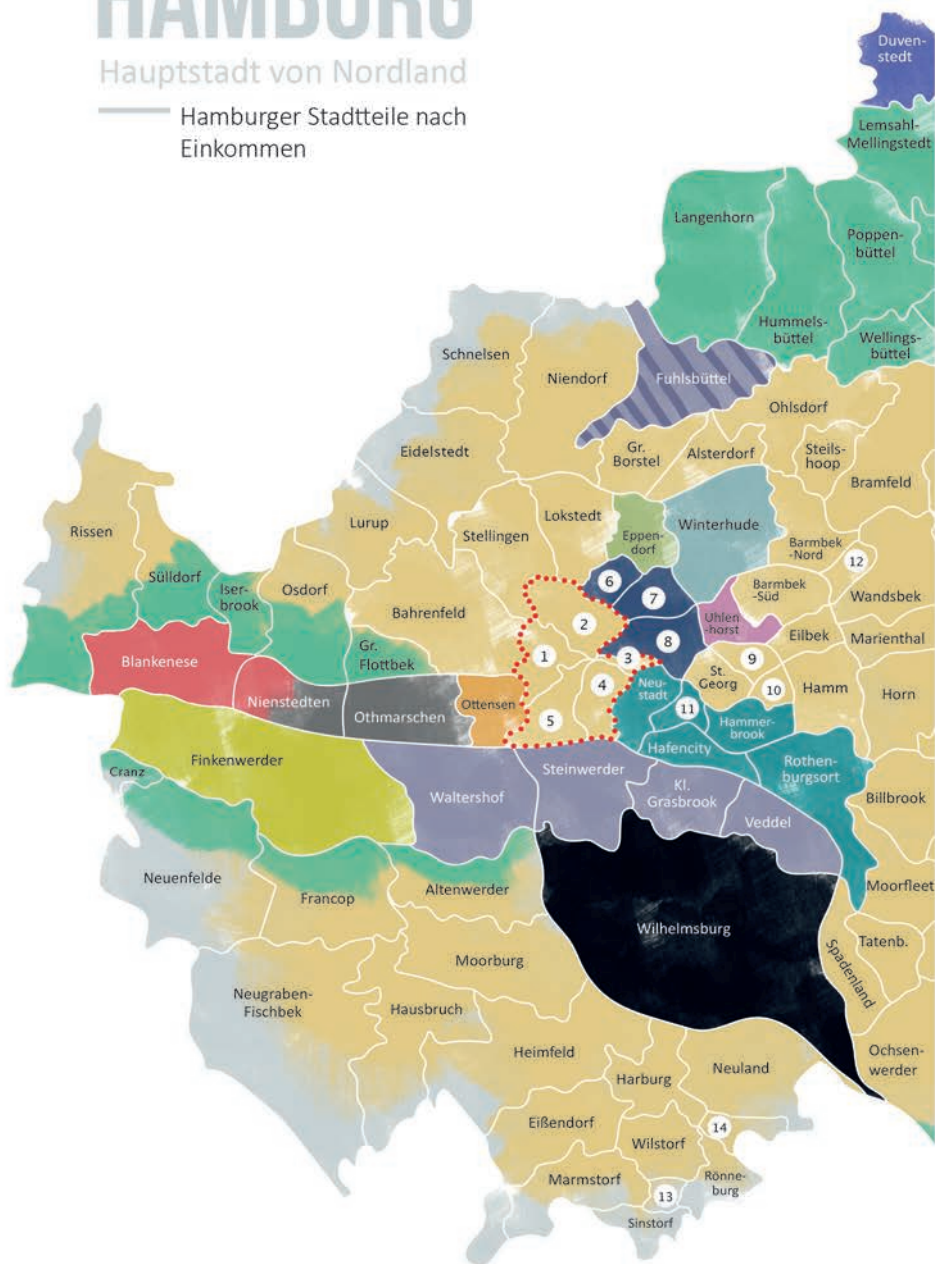 HAMBURG
Hauptstadt von Nordland
Hamburger Stadtteile nach
Einkommen
Duven-
stedt
Lemsahl-
Mellingstedt
Langenhorn
Poppen-
büttel
Hummels-
büttel
Wellings-
büttel
Schnelsen
Niendorf
Fuhlsbüttel
Ohlsdorf
Eidelstedt
Gr.
Borstel
Alsterdorf
Steils-
hoop
Bramfeld
Rissen
Lurup
Stellingen
Lokstedt
Eppen-
dorf
Winterhude
Barmbek
-Nord
12
Sülldorf
Iser-
brook
Osdorf
Bahrenfeld
6
7
Barmbek
-Süd
Wandsbek
Uhlen
-horst
Eilbek
Marienthal
2
8
Gr.
Flottbek
1
3
9
Blankenese
St.
Georg
10
Hamm
Horn
Nienstedten
Othmarschen
Ottensen
4
5
Neu-
stadt
11
Hammer-
brook
Hafencity
Rothen-
burgsort
Finkenwerder
Cranz
Waltershof
Steinwerder
Kl.
Grasbrook
Veddel
Billbrook
Neuenfelde
Francop
Altenwerder
Moorfleet
Wilhelmsburg
Tatenb.
Spadenland
Moorburg
Neugraben-
Fischbek
Hausbruch
Heimfeld
Harburg
Neuland
Ochsen-
werder
Eißendorf
Wilstorf
14
Marmstorf
Rönne-
burg
13
Sinstorf